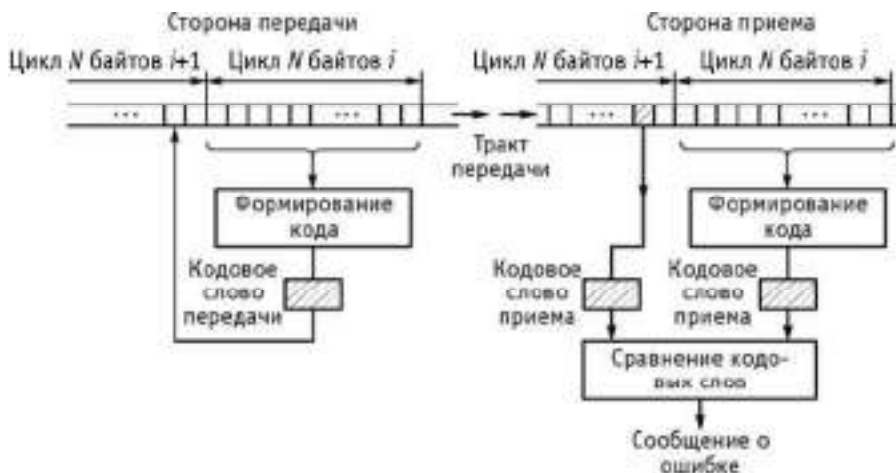 Сторона передачи
Сторона приема
Цикл N байтов i+1
Цикл N байтов i
Цикл N байтов i+1
Цикл N байтов i
...
...
...
...
Тракт
передачи
Формирование
кода
Формирование
кода
Кодовое
слово
передачи
Кодовое
слово
приема
Кодовое
слово
приема
Сравнение кодо-
вых слов
Сообщение о
ошибке